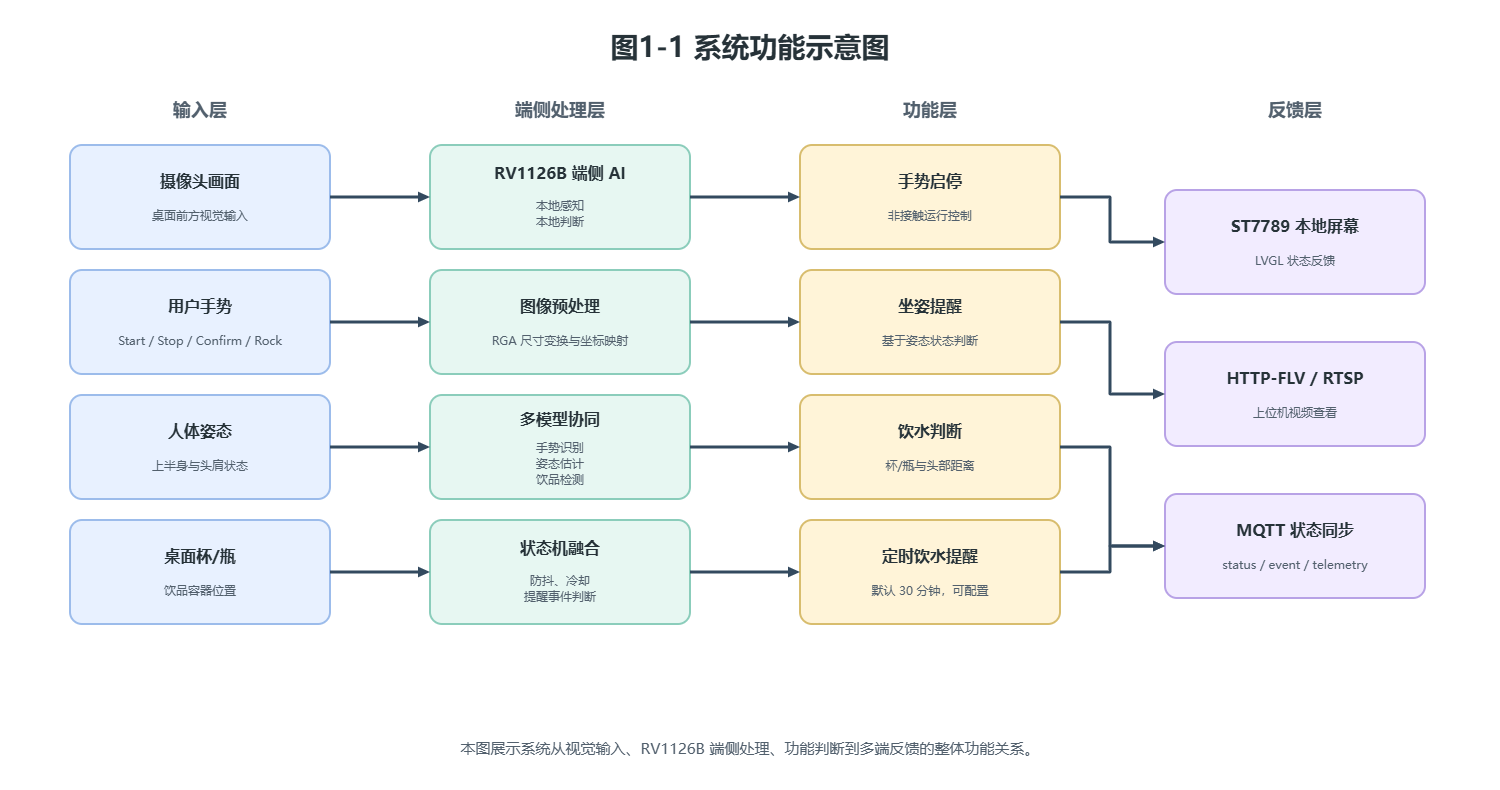 图1-1 系统功能示意图
输入层
端侧处理层
功能层
反馈层
摄像头画面
桌面前方视觉输入
用户手势
Start / Stop / Confirm / Rock
人体姿态
上半身与头肩状态
桌面杯/瓶
饮品容器位置
RV1126B 端侧 AI
本地感知
本地判断
图像预处理
RGA 尺寸变换与坐标映射
多模型协同
手势识别
姿态估计
饮品检测
状态机融合
防抖、冷却
提醒事件判断
手势启停
非接触运行控制
坐姿提醒
基于姿态状态判断
饮水判断
杯/瓶与头部距离
定时饮水提醒
默认 30 分钟，可配置
ST7789 本地屏幕
LVGL 状态反馈
HTTP-FLV / RTSP
上位机视频查看
MQTT 状态同步
status / event / telemetry
本图展示系统从视觉输入、RV1126B 端侧处理、功能判断到多端反馈的整体功能关系。